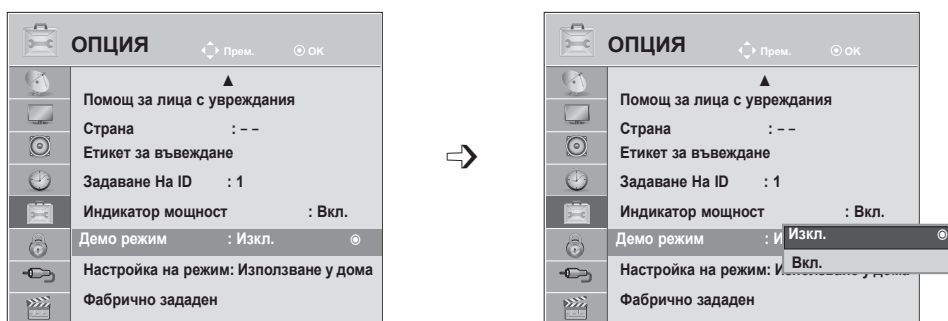 ОПЦИЯ Прем. OK
Помощ за лица с увреждания
Страна : – –
Етикет за въвеждане
Задаване На ID : 1
Индикатор мощност : Вкл.
Демо режим : Изкл.
Настройка на режим: Използване у дома
Фабрично зададен
ОПЦИЯ Прем. OK
Помощ за лица с увреждания
Страна : – –
Етикет за въвеждане
Задаване На ID : 1
Индикатор мощност : Вкл.
Демо режим : И
Изкл.
Настройка на режим:
Вкл.
Фабрично зададен